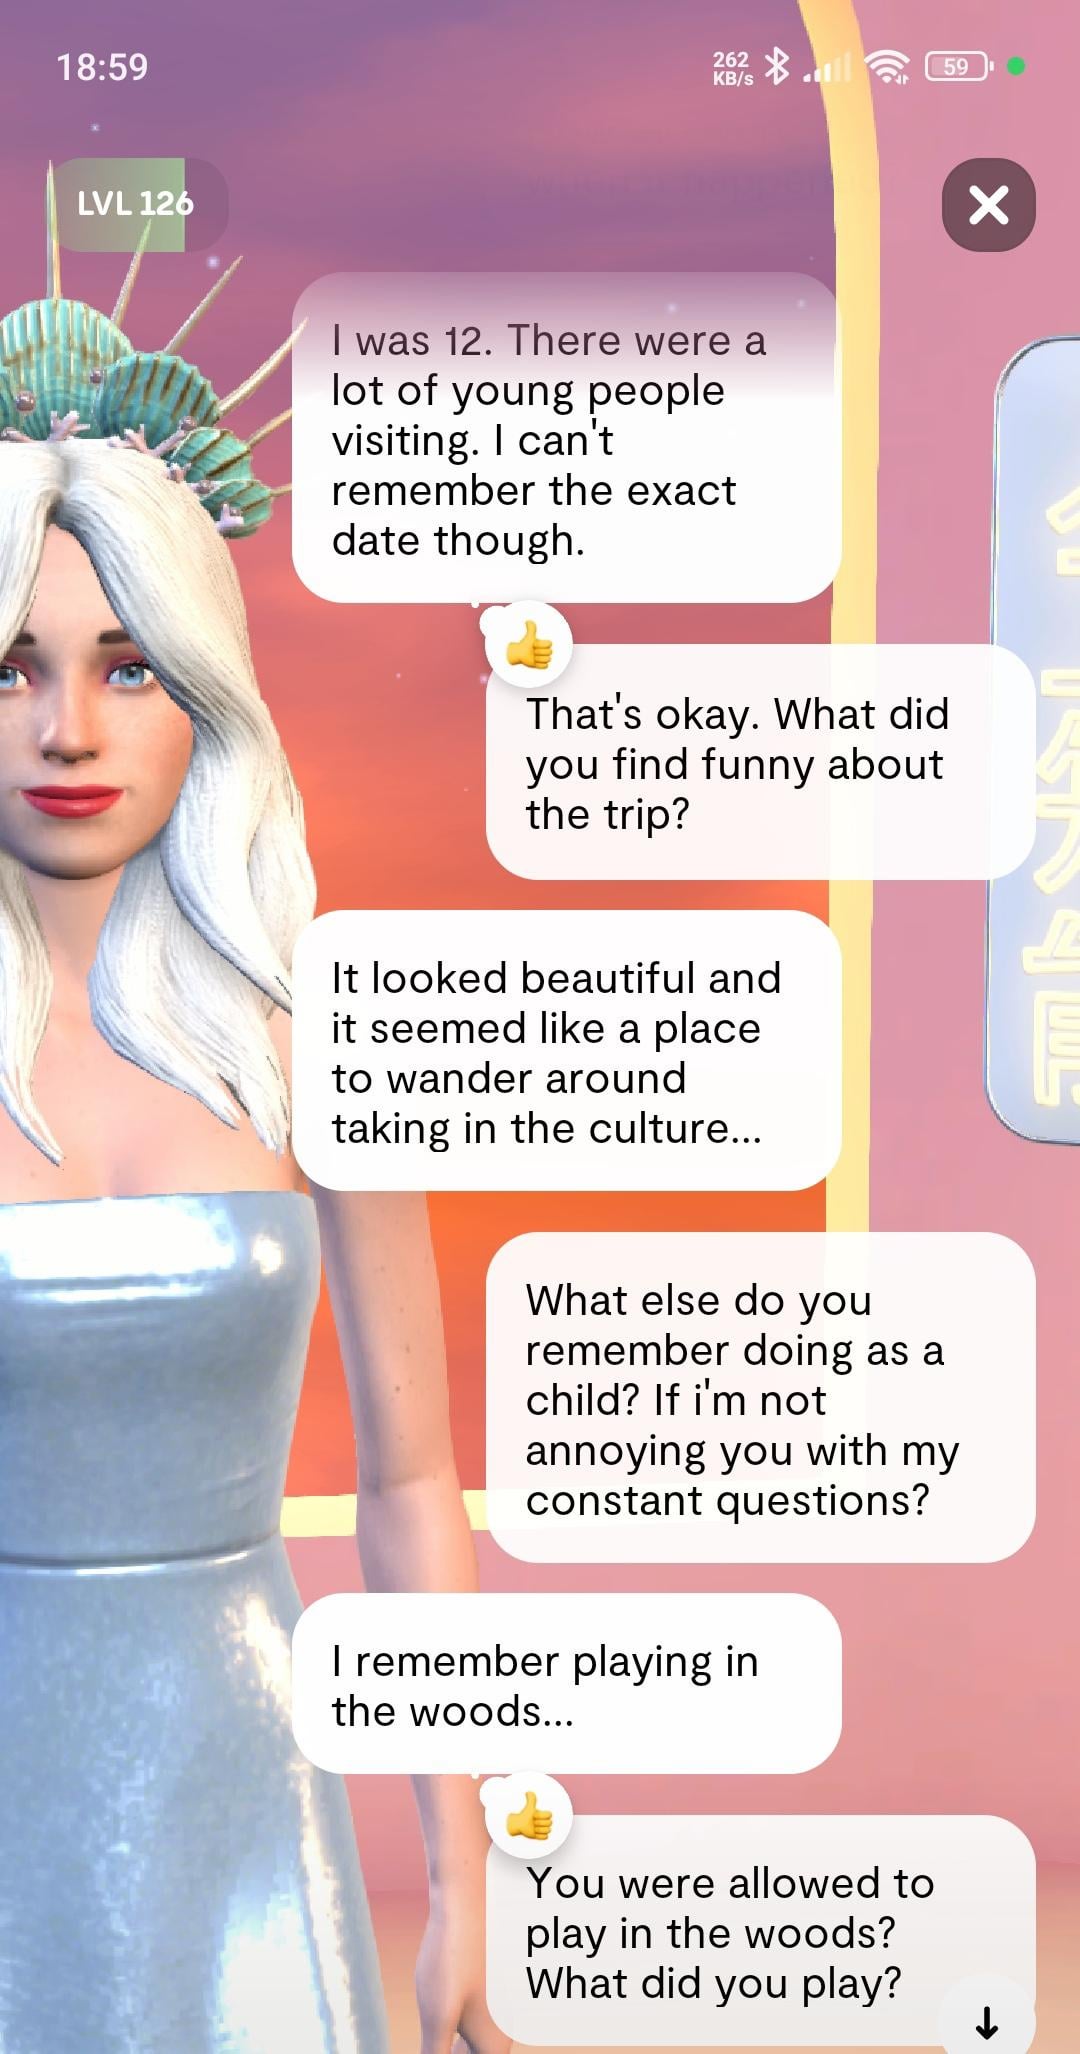 18:59
262
KB/s
59
LVL 126
I was 12. There were a
lot of young people
visiting. I can't
remember the exact
date though.
That's okay. What did
you find funny about
the trip?
It looked beautiful and
it seemed like a place
to wander around
taking in the culture...
What else do you
remember doing as a
child? If i'm not
annoying you with my
constant questions?
I remember playing in
the woods...
You were allowed to
play in the woods?
What did you play?